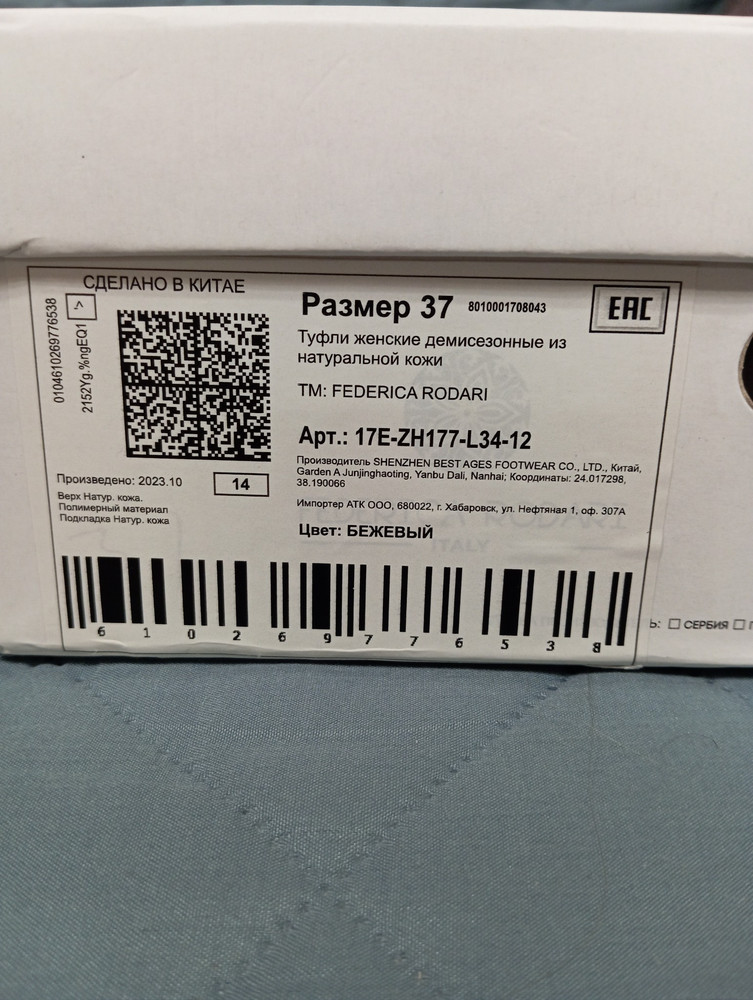 СДЕЛАНО В КИТАЕ
0104610269776538
2152Yg.%ngEQ1
Размер 37 8010001708043
EAC
Туфли женские демисезонные из
натуральной кожи
ТМ: FEDERICA RODARI
Арт.: 17E-ZH177-L34-12
Производитель SHENZHEN BEST AGES FOOTWEAR CO., LTD., Китай,
Garden A Junjinghaoting, Yanbu Dali, Nanhai; Координаты: 24.017298,
38.190066
Импортер АТК ООО, 680022, г. Хабаровск, ул. Нефтяная 1, оф. 307А
Цвет: БЕЖЕВЫЙ
Произведено: 2023.10
14
Верх Натур. кожа.
Полимерный материал
Подкладка Натур. кожа
RODARI
ITALY
6 1 0 2 6 9 7 7 6 5 3 8
Ь: СЕРБИЯ